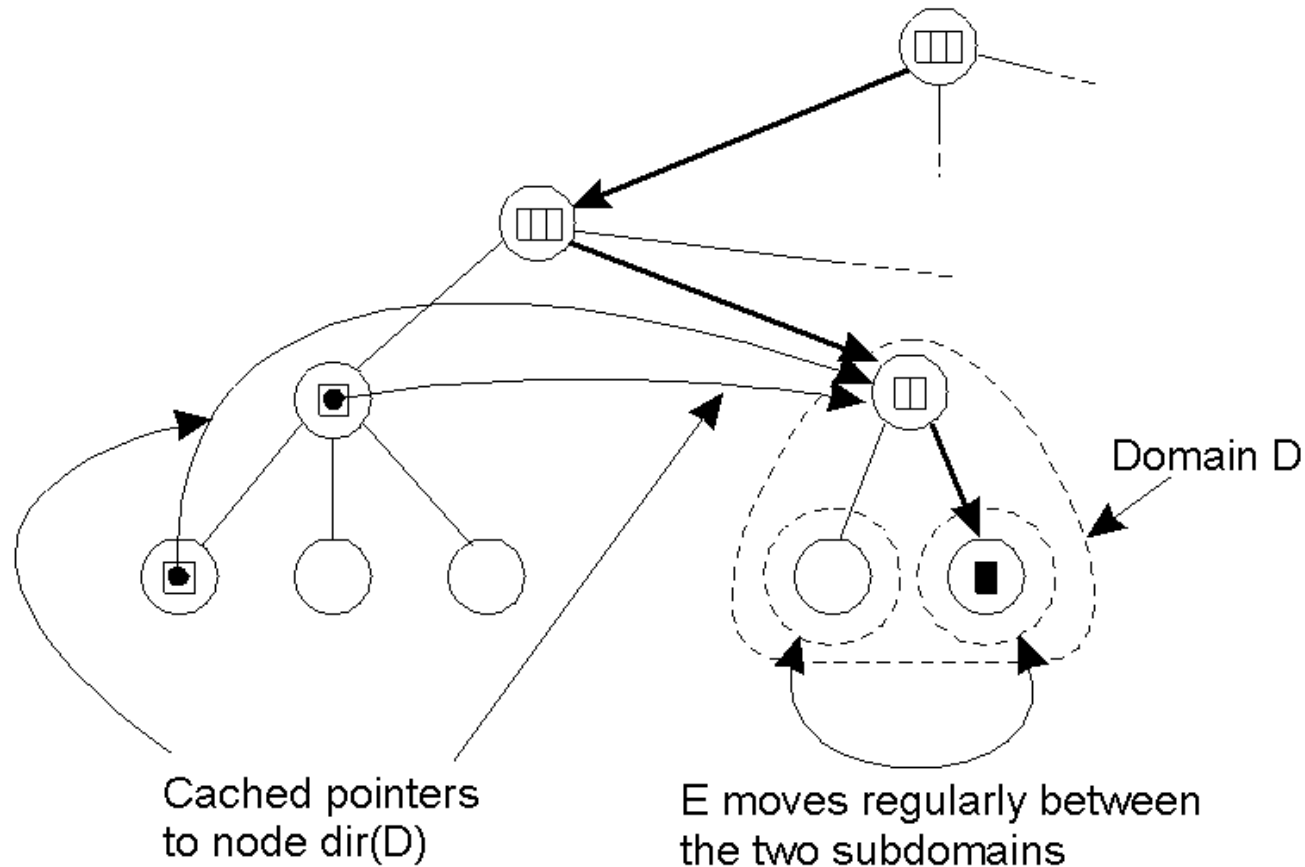 Domain D
Cached pointers
to node dir(D)
E moves regularly between
the two subdomains